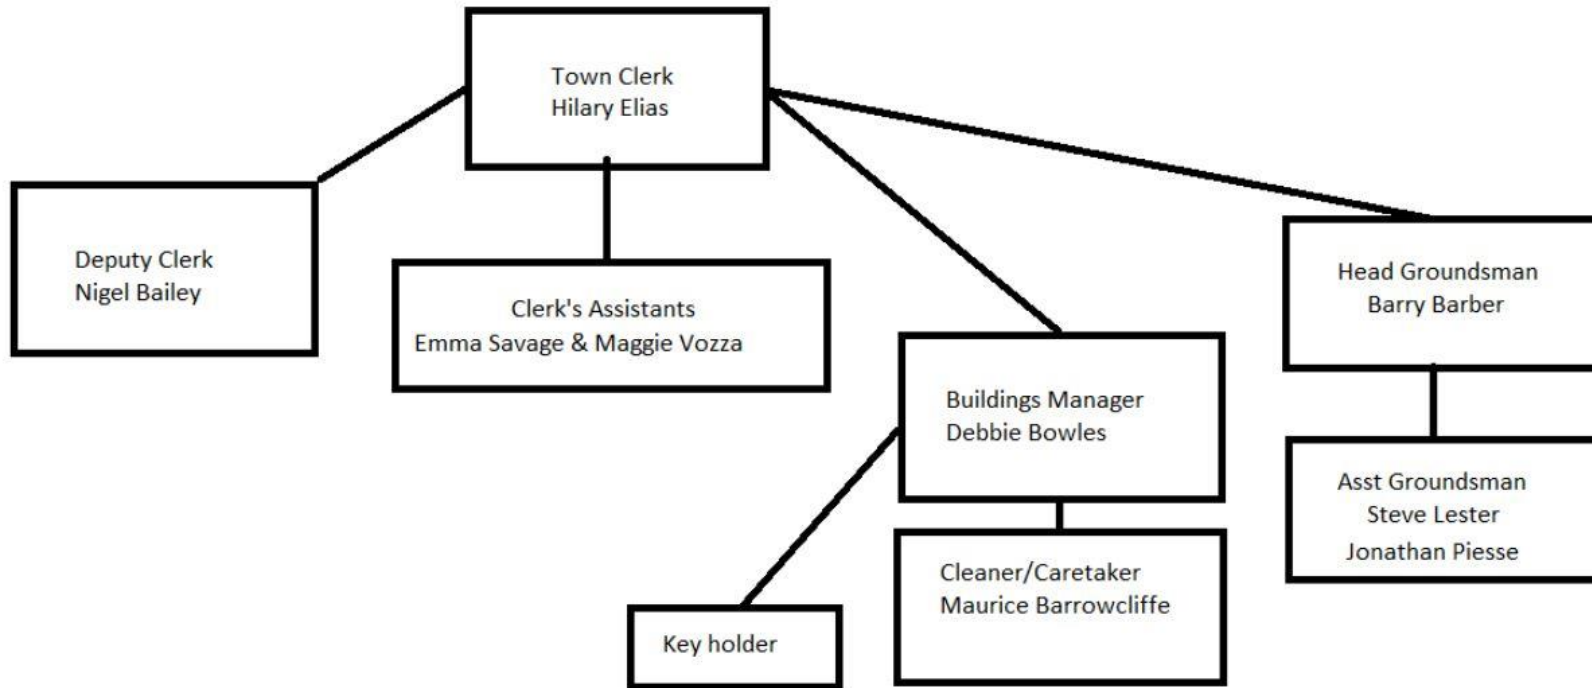 Town Clerk
Hilary Elias
Deputy Clerk
Nigel Bailey
Clerk's Assistants
Emma Savage & Maggie Vozza
Buildings Manager
Debbie Bowles
Head Groundsman
Barry Barber
Asst Groundsman
Steve Lester
Jonathan Piesse
Cleaner/Caretaker
Maurice Barrowcliffe
Key holder